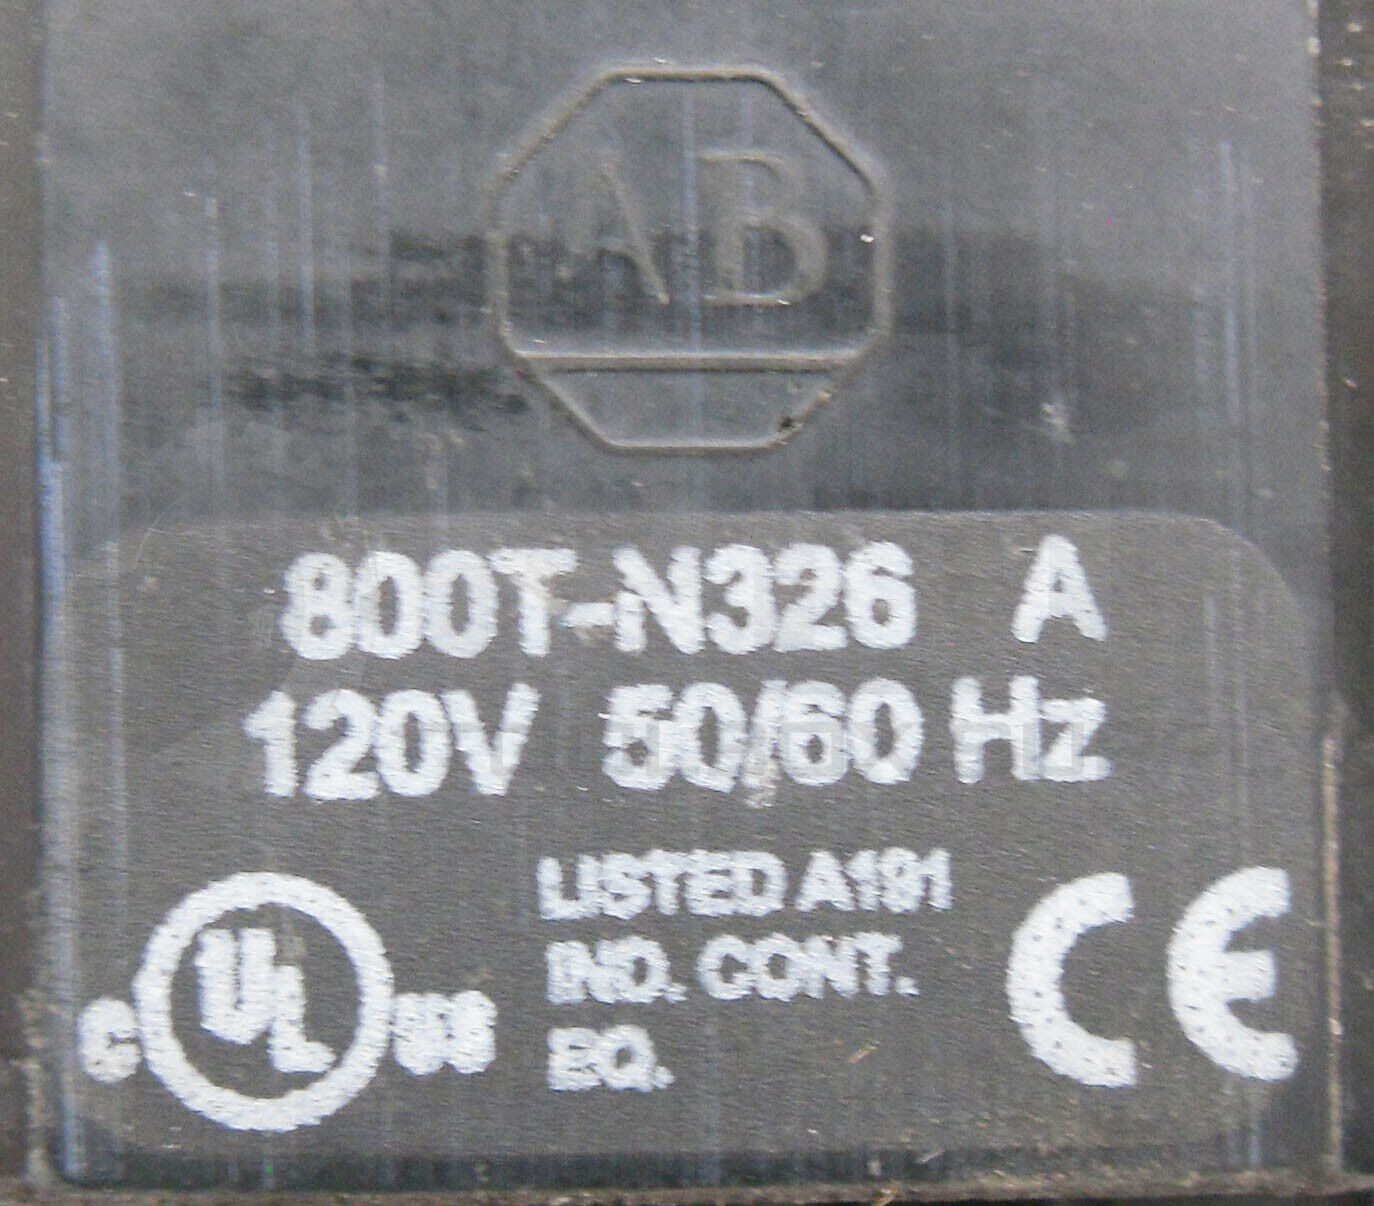 AB
800T-N326 A
120V 50/60 Hz
LISTED A191
IND. CONT.
EQ.
C UL US
CE